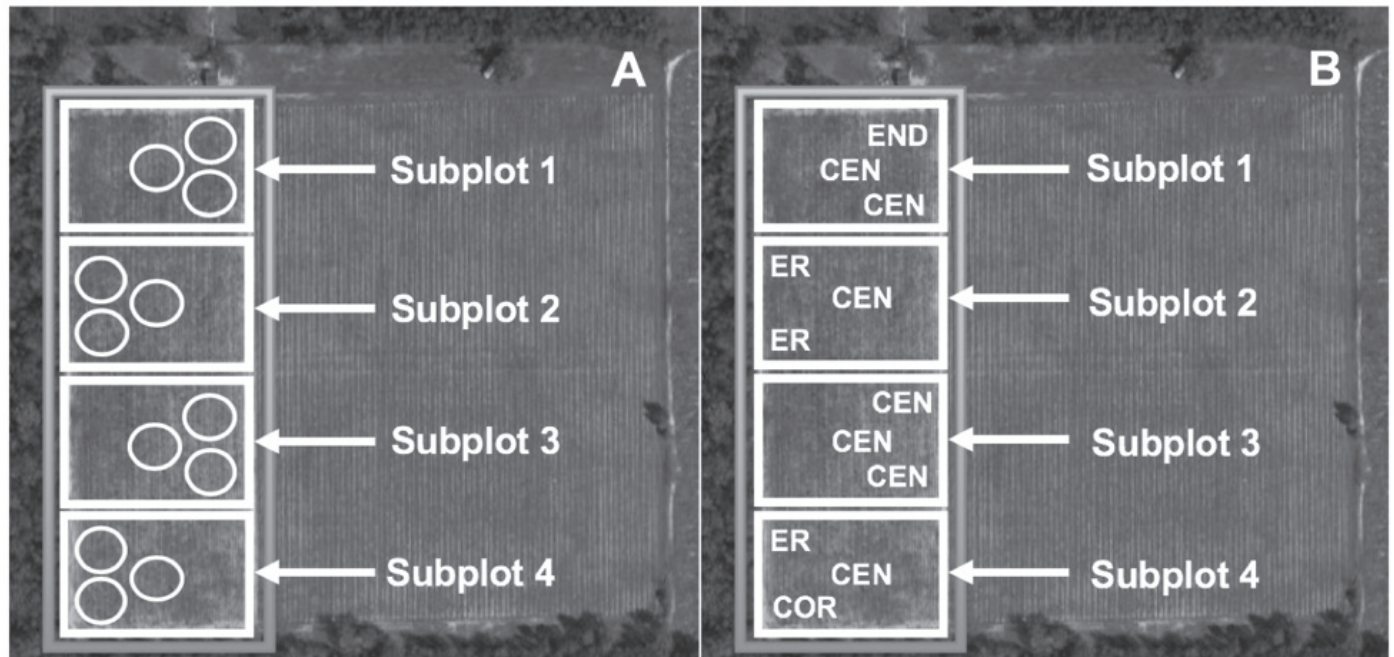 A
Subplot 1
Subplot 2
Subplot 3
Subplot 4
B
END
CEN
CEN
Subplot 1
ER
CEN
ER
Subplot 2
CEN
CEN
CEN
Subplot 3
ER
CEN
COR
Subplot 4